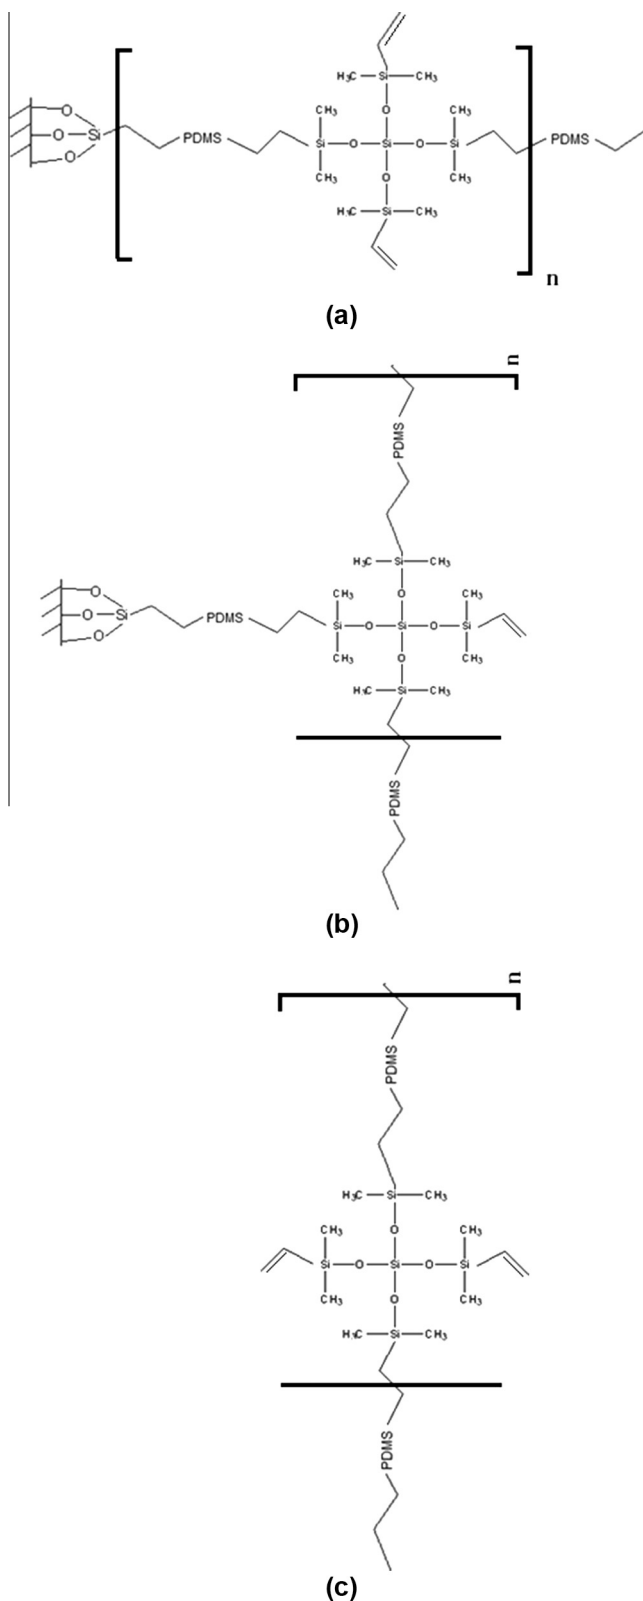 H₃C Si CH₃
O
CH₃ CH₃
O
O Si PDMS Si O Si O Si PDMS
O
CH₃ O CH₃
H₃C Si CH₃
n
(a)
n
PDMS
H₃C Si CH₃
O
O CH₃ CH₃
O Si PDMS Si O Si O Si
O
CH₃ O CH₃
H₃C Si CH₃
PDMS
(b)
n
PDMS
H₃C Si CH₃
CH₃ O CH₃
Si O Si O Si
CH₃ O CH₃
H₃C Si CH₃
PDMS
(c)